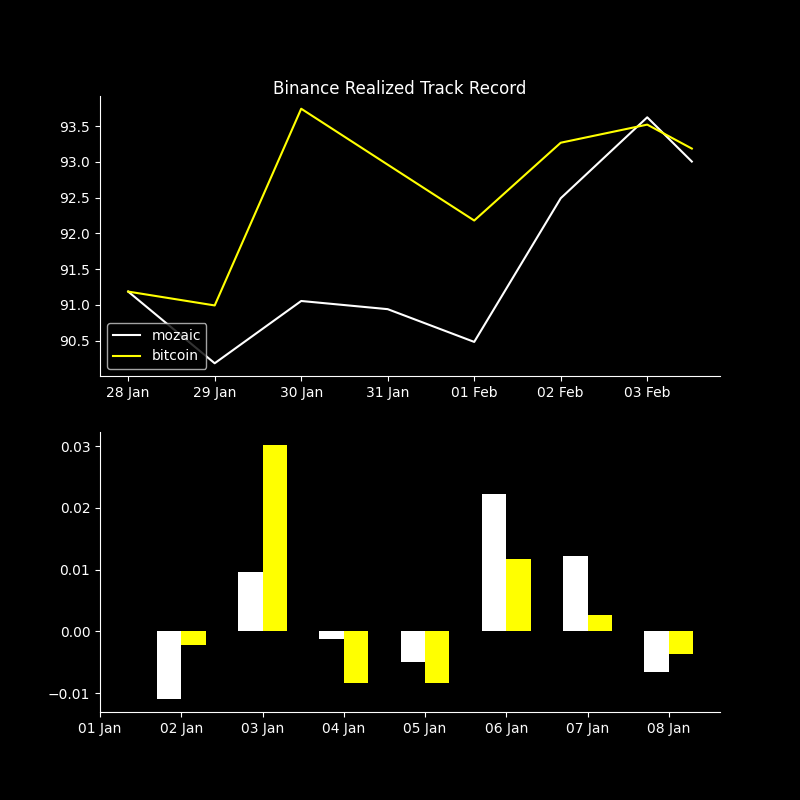 Binance Realized Track Record
93.5
93.0
92.5
92.0
91.5
91.0
90.5
mozaic
bitcoin
28 Jan 29 Jan 30 Jan 31 Jan 01 Feb 02 Feb 03 Feb
0.03
0.02
0.01
0.00
−0.01
01 Jan 02 Jan 03 Jan 04 Jan 05 Jan 06 Jan 07 Jan 08 Jan